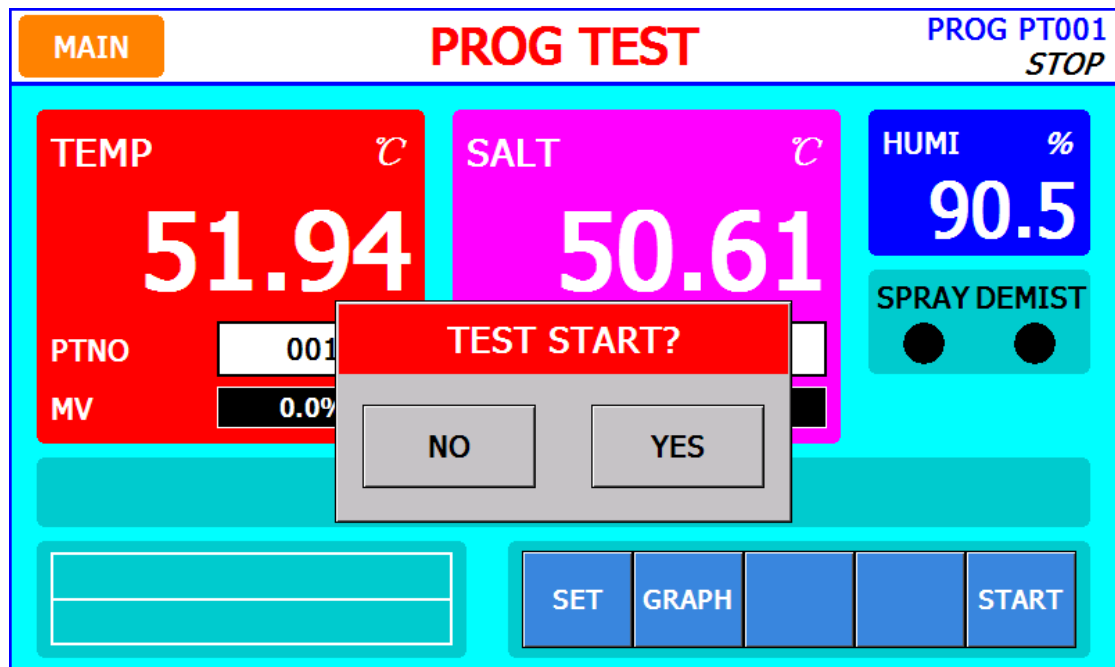 MAIN
PROG TEST
PROG PT001
STOP
TEMP ℃
51.94
PTNO 001
MV 0.0%
SALT ℃
50.61
HUMI %
90.5
SPRAY DEMIST
TEST START?
NO YES
SET GRAPH START